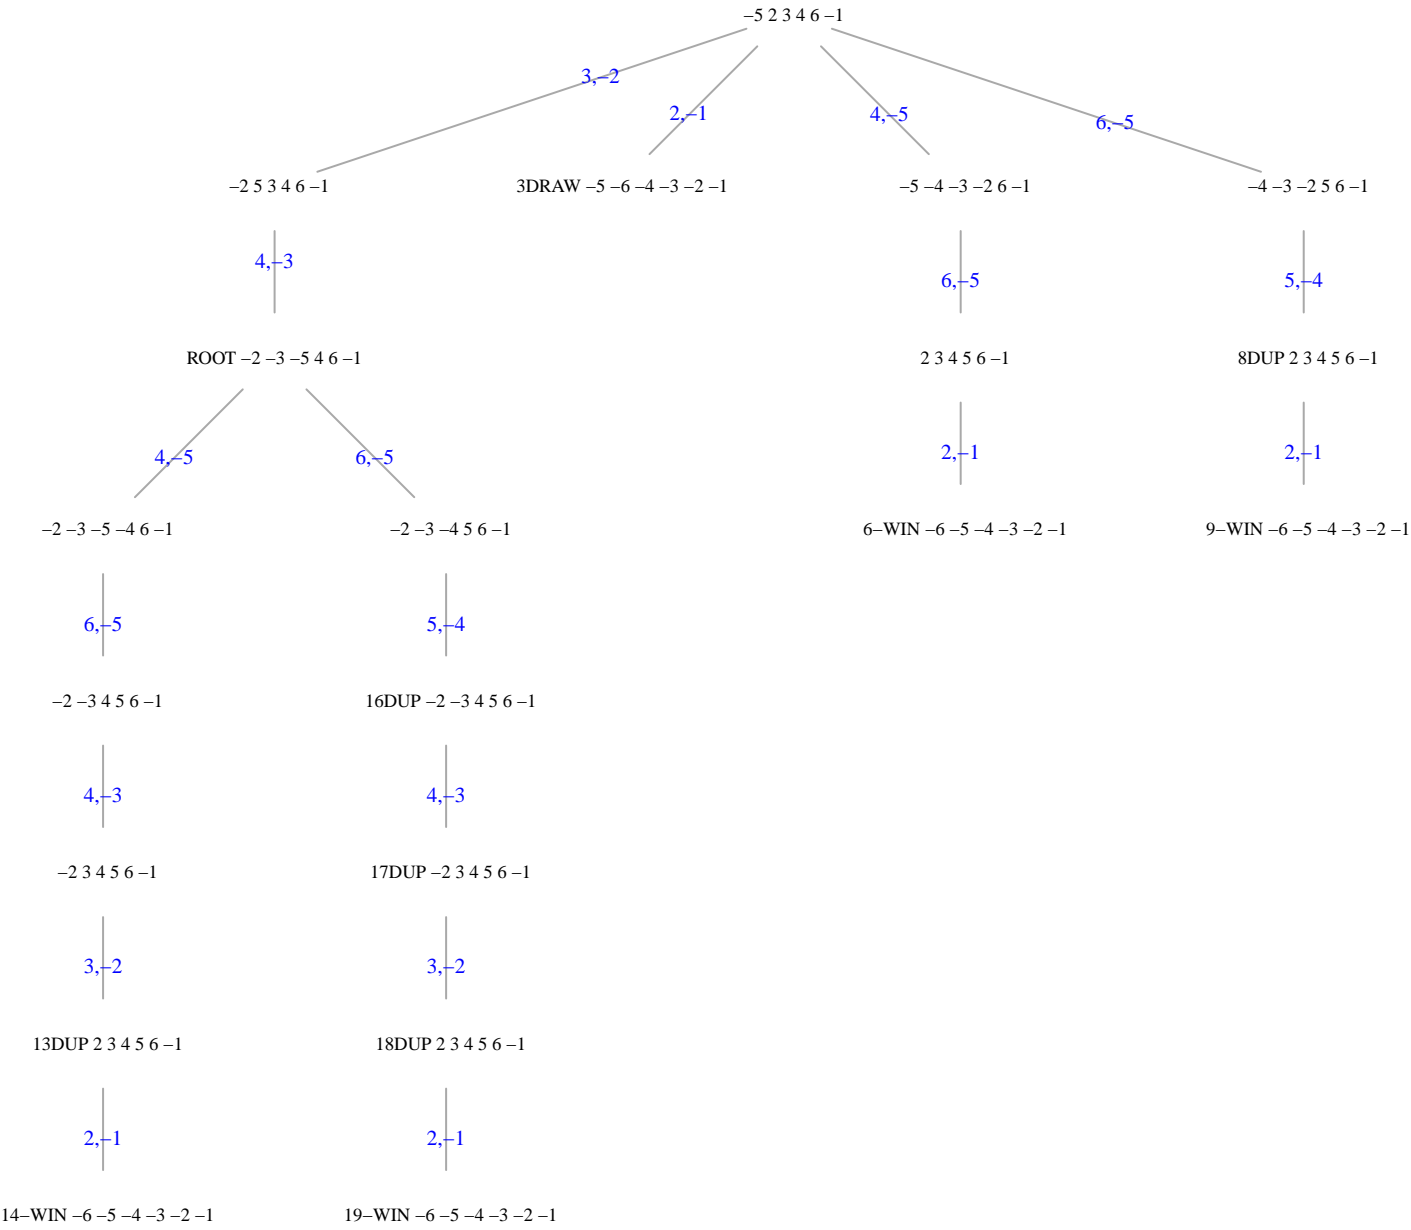 –5 2 3 4 6 –1
3,–2
2,–1
4,–5
6,–5
–2 5 3 4 6 –1
3DRAW –5 –6 –4 –3 –2 –1
–5 –4 –3 –2 6 –1
–4 –3 –2 5 6 –1
4,–3
6,–5
5,–4
ROOT –2 –3 –5 4 6 –1
2 3 4 5 6 –1
8DUP 2 3 4 5 6 –1
4,–5
6,–5
2,–1
2,–1
–2 –3 –5 –4 6 –1
–2 –3 –4 5 6 –1
6–WIN –6 –5 –4 –3 –2 –1
9–WIN –6 –5 –4 –3 –2 –1
6,–5
5,–4
–2 –3 4 5 6 –1
16DUP –2 –3 4 5 6 –1
4,–3
4,–3
–2 3 4 5 6 –1
17DUP –2 3 4 5 6 –1
3,–2
3,–2
13DUP 2 3 4 5 6 –1
18DUP 2 3 4 5 6 –1
2,–1
2,–1
14–WIN –6 –5 –4 –3 –2 –1
19–WIN –6 –5 –4 –3 –2 –1